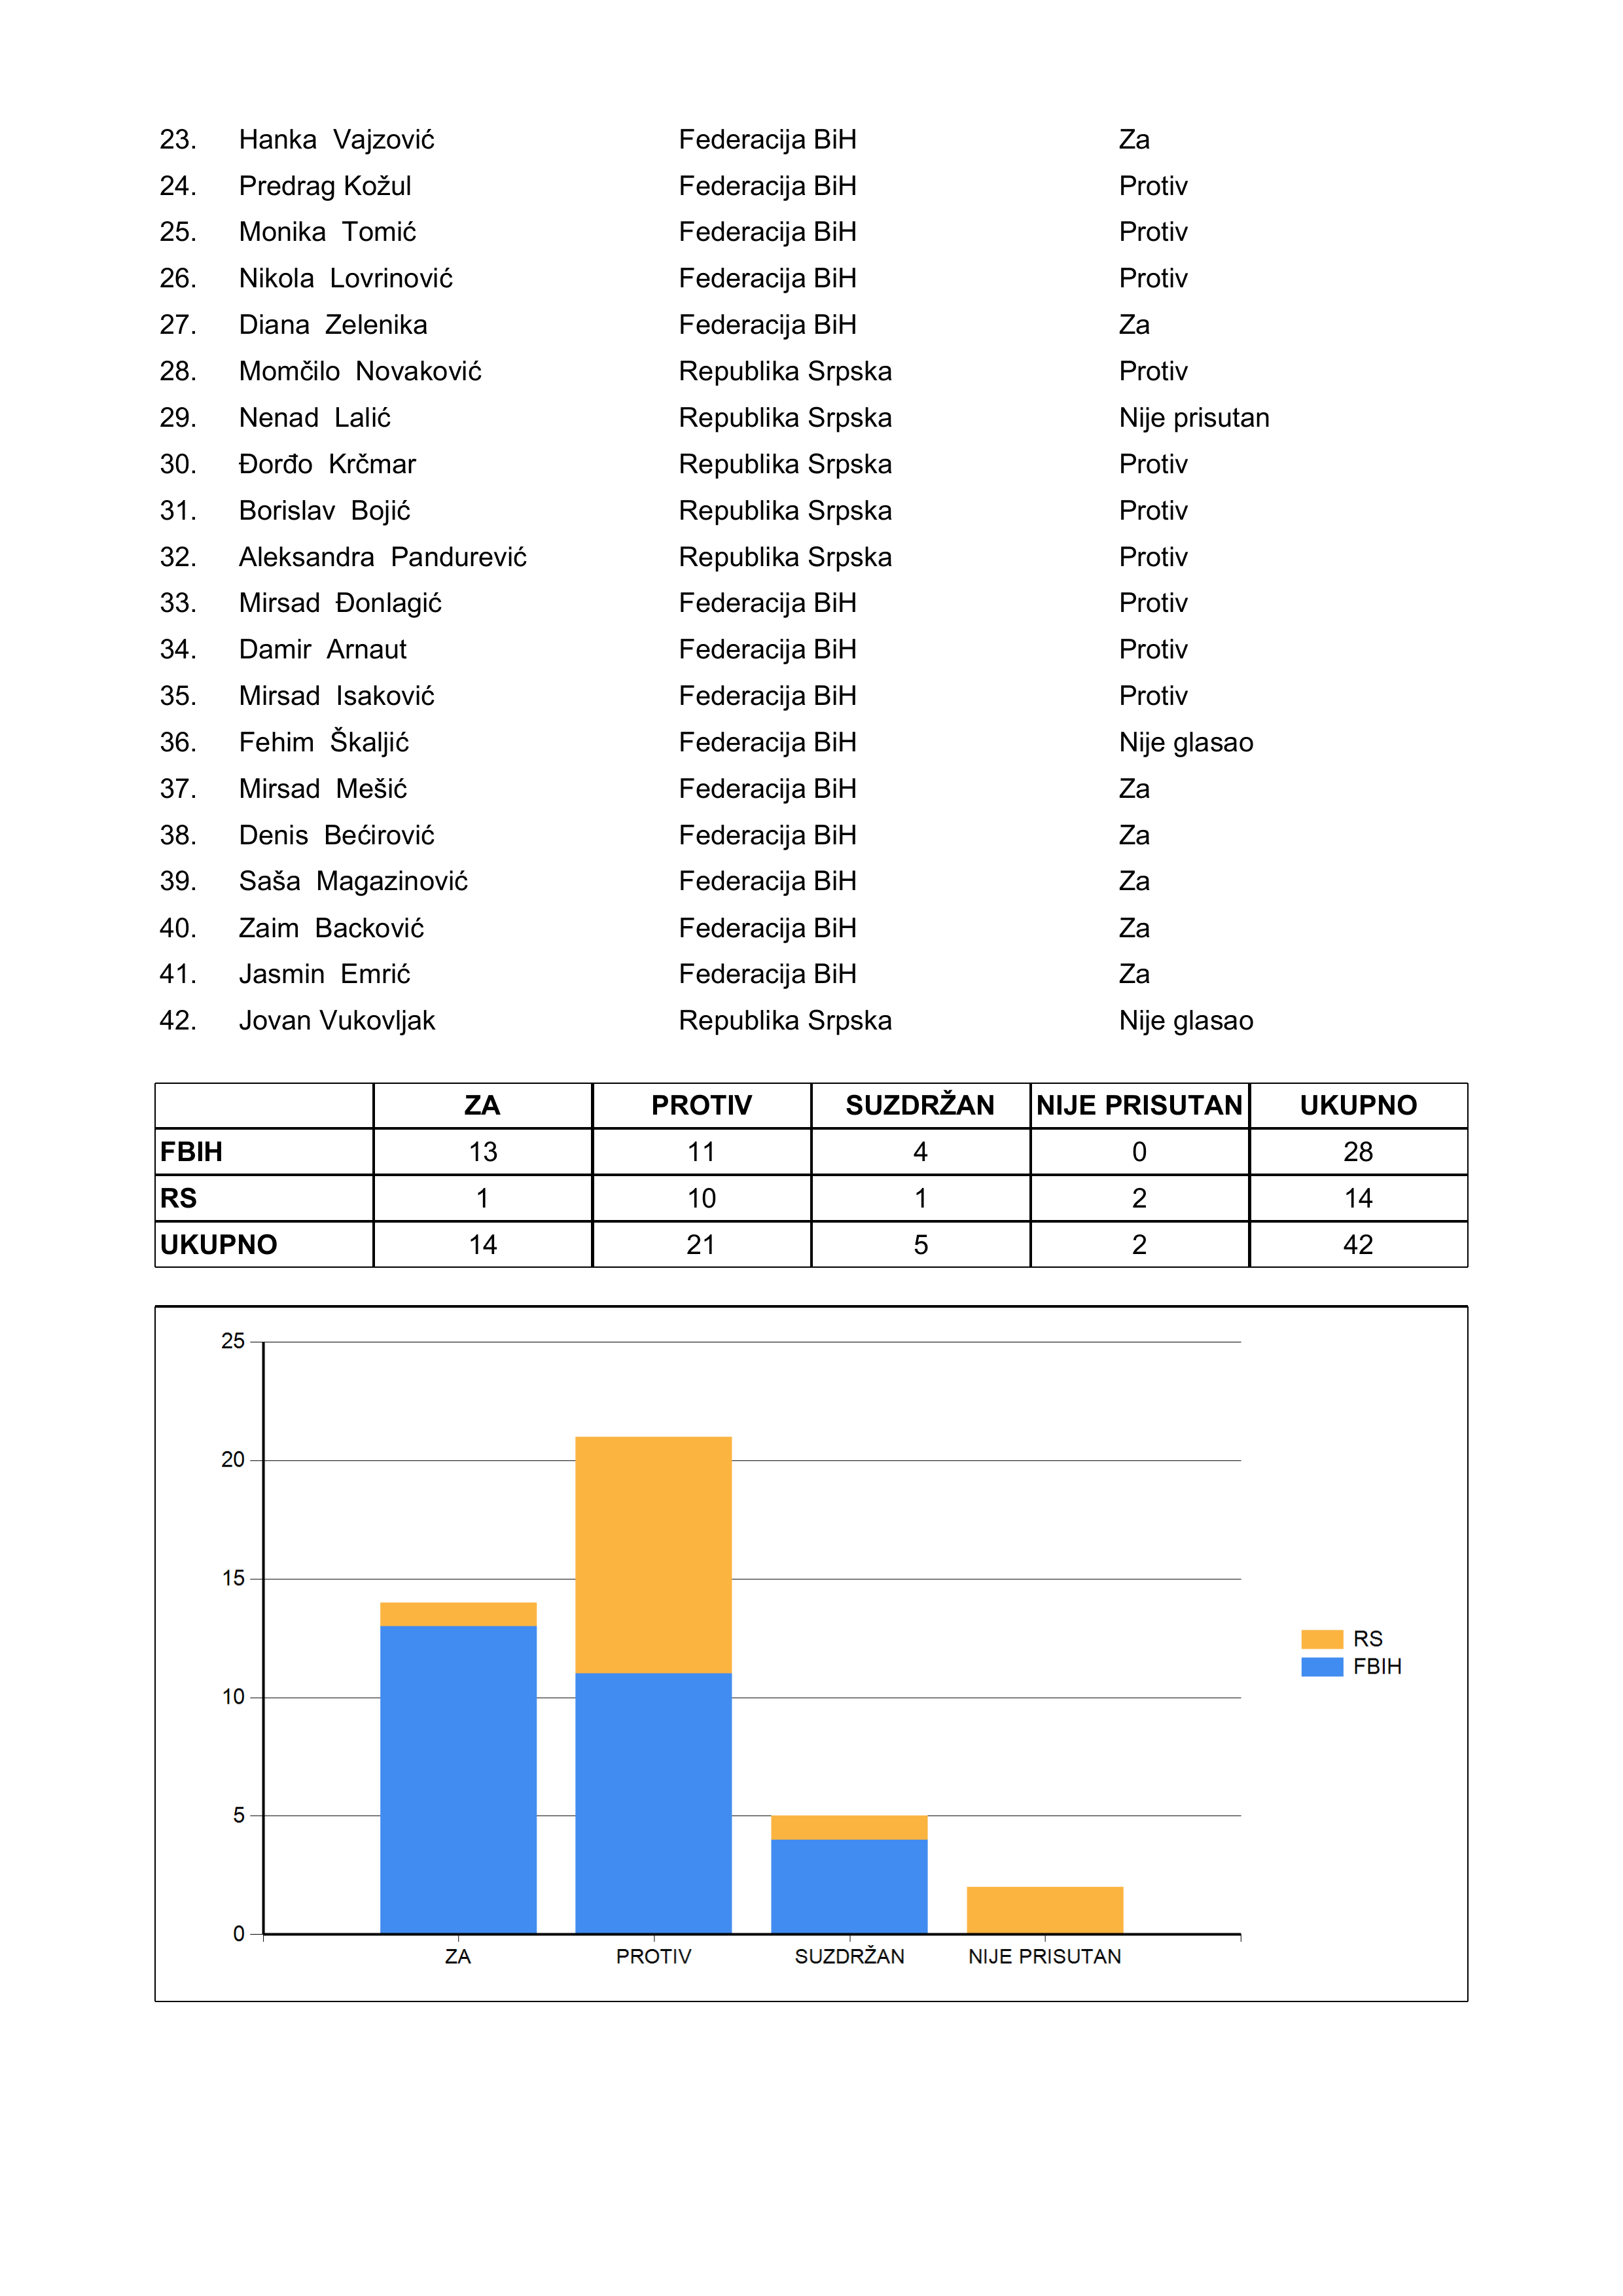 23. Hanka Vajzović Federacija BiH Za
24. Predrag Kožul Federacija BiH Protiv
25. Monika Tomić Federacija BiH Protiv
26. Nikola Lovrinović Federacija BiH Protiv
27. Diana Zelenika Federacija BiH Za
28. Momčilo Novaković Republika Srpska Protiv
29. Nenad Lalić Republika Srpska Nije prisutan
30. Đorđo Krčmar Republika Srpska Protiv
31. Borislav Bojić Republika Srpska Protiv
32. Aleksandra Pandurević Republika Srpska Protiv
33. Mirsad Đonlagić Federacija BiH Protiv
34. Damir Arnaut Federacija BiH Protiv
35. Mirsad Isaković Federacija BiH Protiv
36. Fehim Škaljić Federacija BiH Nije glasao
37. Mirsad Mešić Federacija BiH Za
38. Denis Bećirović Federacija BiH Za
39. Saša Magazinović Federacija BiH Za
40. Zaim Backović Federacija BiH Za
41. Jasmin Emrić Federacija BiH Za
42. Jovan Vukovljak Republika Srpska Nije glasao
ZA PROTIV SUZDRŽAN NIJE PRISUTAN UKUPNO
FBIH 13 11 4 0 28
RS 1 10 1 2 14
UKUPNO 14 21 5 2 42
25
20
15
10
5
0
ZA PROTIV SUZDRŽAN NIJE PRISUTAN
RS
FBIH